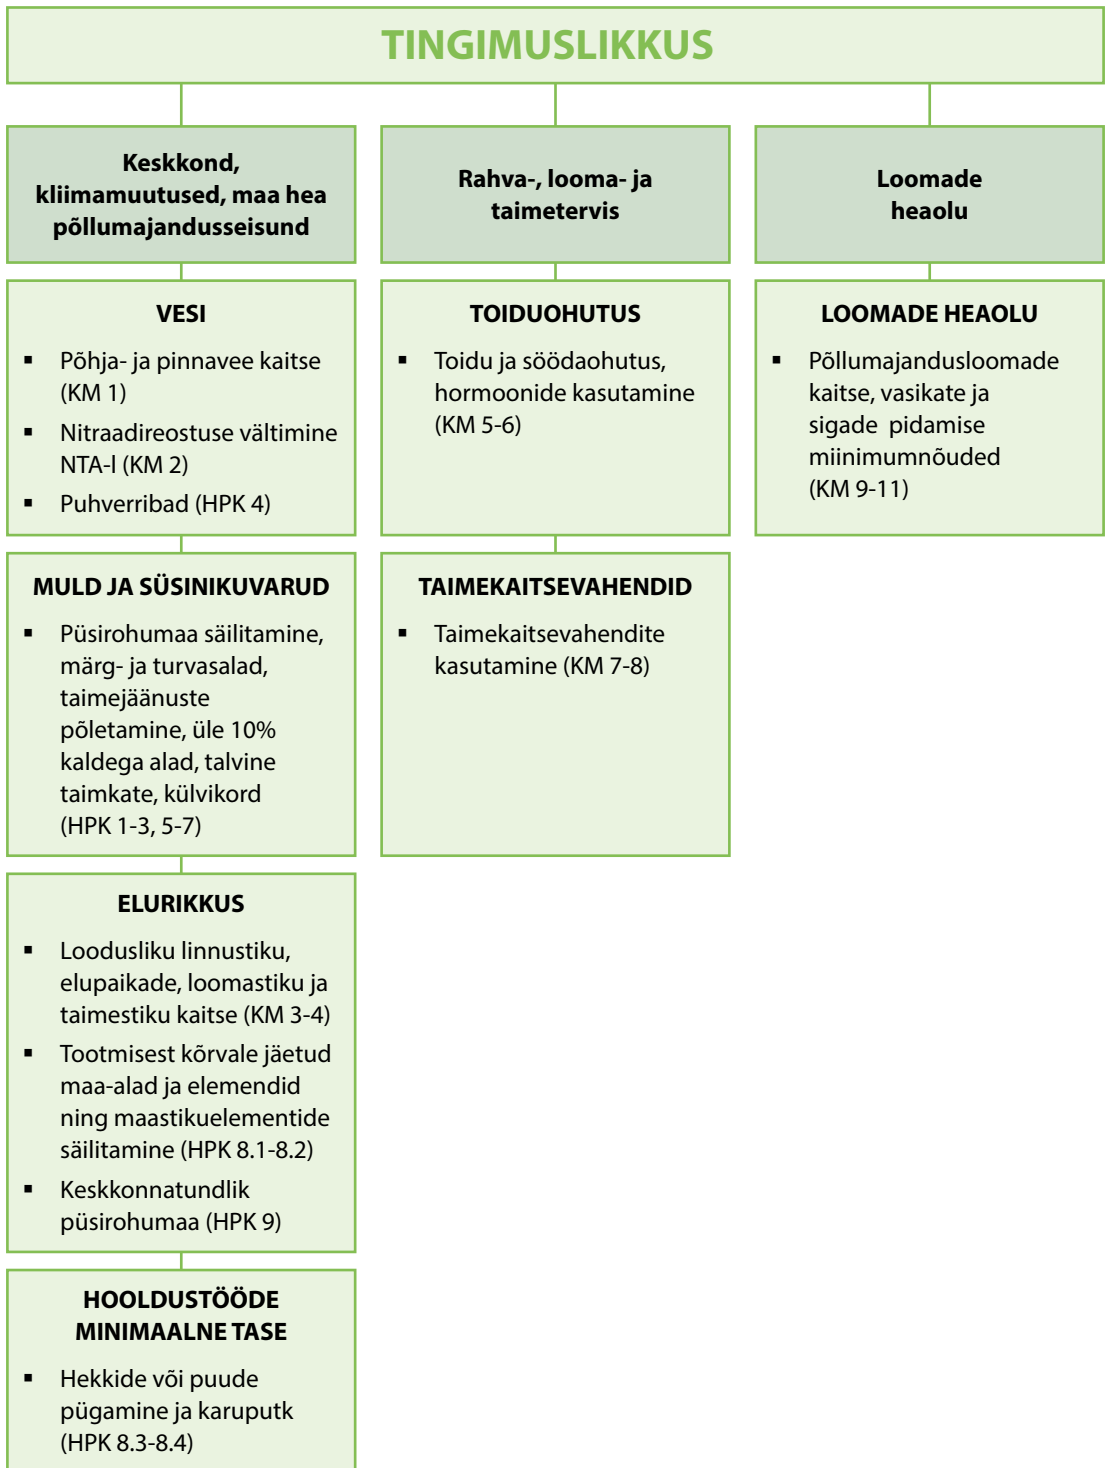 TINGIMUSLIKKUS
Keskkond,
kliimamuutused, maa hea
põllumajandusseisund
VESI
▪ Põhja- ja pinnavee kaitse
(KM 1)
▪ Nitraadireostuse vältimine
NTA-l (KM 2)
▪ Puhverribad (HPK 4)
MULD JA SÜSINIKUVARUD
▪ Püsirohumaa säilitamine,
märg- ja turvasalad,
taimejäänuste
põletamine, üle 10%
kaldega alad, talvine
taimkate, külvikord
(HPK 1-3, 5-7)
ELURIKKUS
▪ Loodusliku linnustiku,
elupaikade, loomastiku ja
taimestiku kaitse (KM 3-4)
▪ Tootmisest kõrvale jäetud
maa-alad ja elemendid
ning maastikuelementide
säilitamine (HPK 8.1-8.2)
▪ Keskkonnatundlik
püsirohumaa (HPK 9)
HOOLDUSTÖÖDE
MINIMAALNE TASE
▪ Hekkide või puude
pügamine ja karuputk
(HPK 8.3-8.4)
Rahva-, looma- ja
taimetervis
TOIDUOHUTUS
▪ Toidu ja söödaohutus,
hormoonide kasutamine
(KM 5-6)
TAIMEKAITSEVAHENDID
▪ Taimekaitsevahendite
kasutamine (KM 7-8)
Loomade
heaolu
LOOMADE HEAOLU
▪ Põllumajandusloomade
kaitse, vasikate ja
sigade pidamise
miinimumnõuded
(KM 9-11)